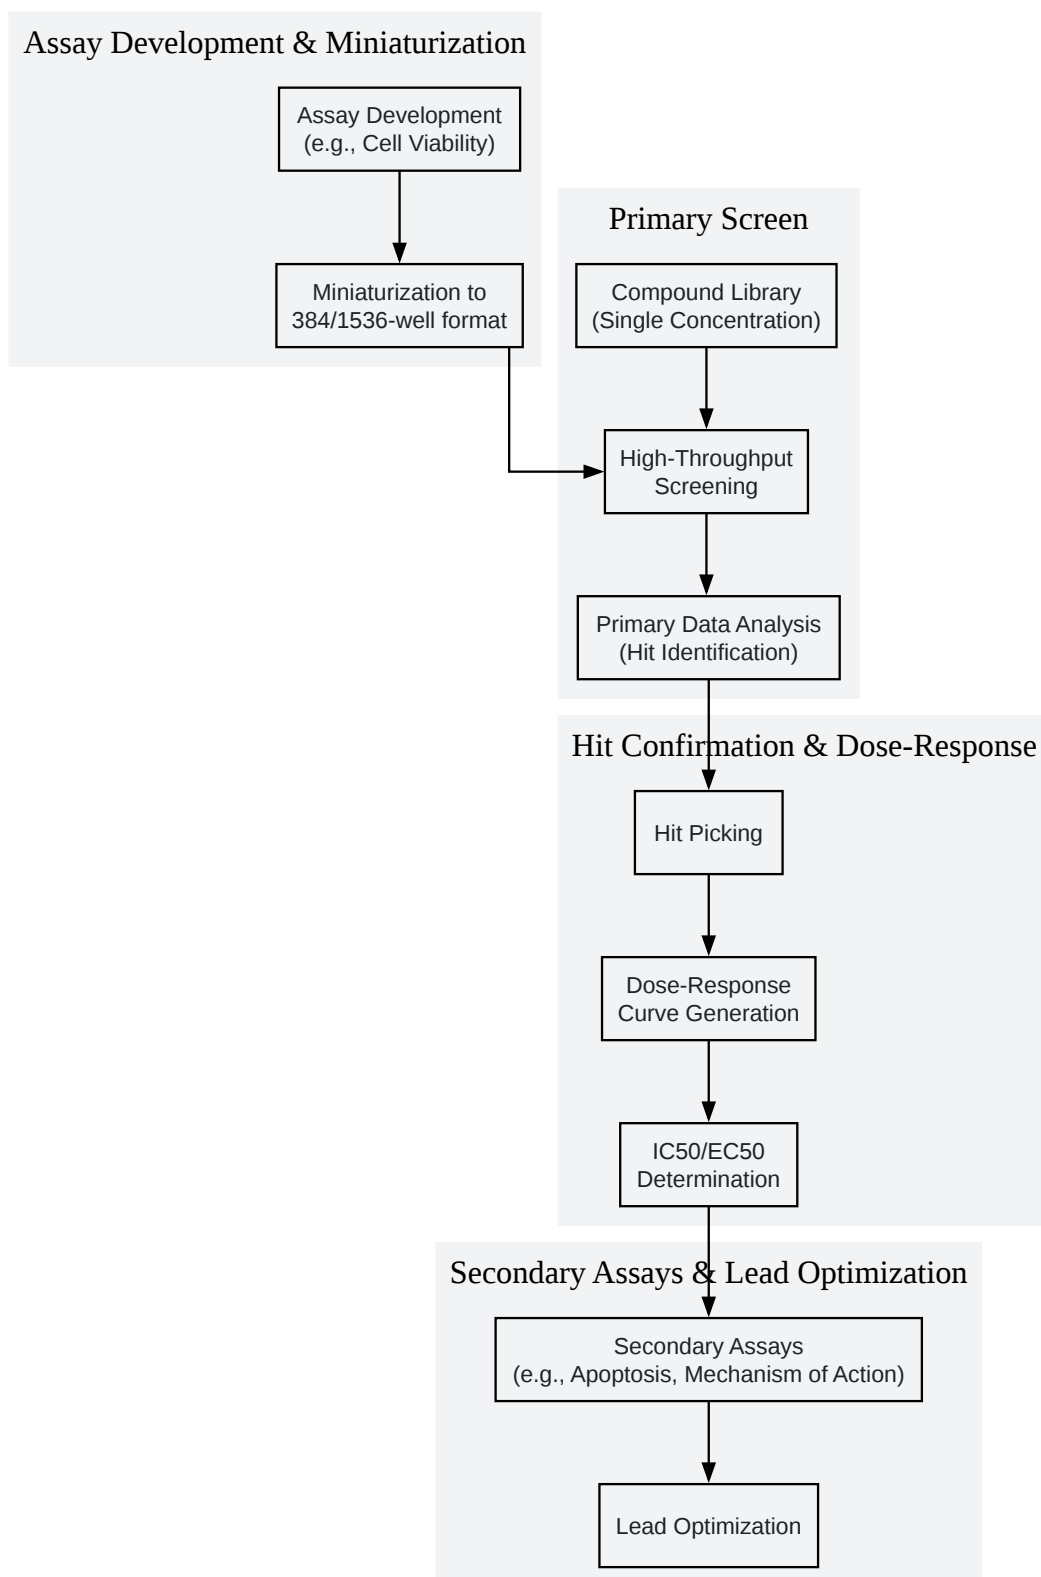 Assay Development & Miniaturization
Assay Development
(e.g., Cell Viability)
Miniaturization to
384/1536-well format
Primary Screen
Compound Library
(Single Concentration)
High-Throughput
Screening
Primary Data Analysis
(Hit Identification)
Hit Confirmation & Dose-Response
Hit Picking
Dose-Response
Curve Generation
IC50/EC50
Determination
Secondary Assays & Lead Optimization
Secondary Assays
(e.g., Apoptosis, Mechanism of Action)
Lead Optimization